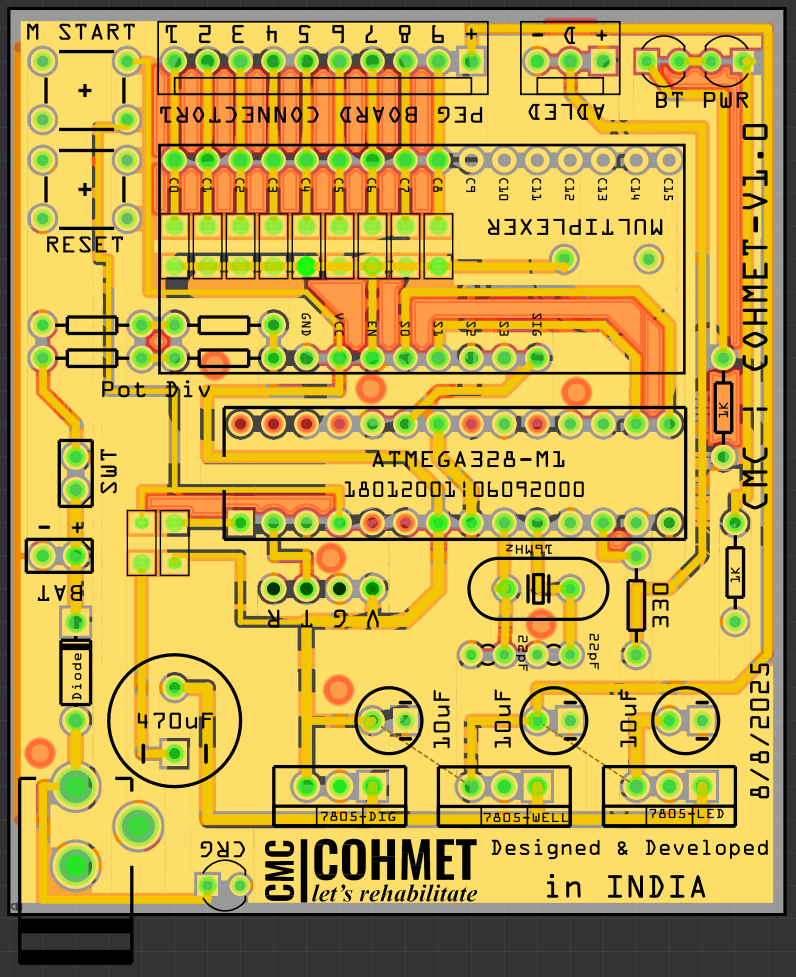 M START
1 2 3 4 5 6 7 8 9 +
- D +
PEG BOARD CONNECTOR1
ADLED
BT PWR
+
+
RESET
C0 C1 C2 C3 C4 C5 C6 C7 C8 C9 C10 C11 C12 C13 C14 C15
MULTIPLEXER
GND VCC EN S0 S1 S2 S3 SIG
Pot Div
CMC | COHMET-V1.0
1K
ATMEGA328-M1
18012001|06092000
SWT
- +
BAT
16MHz
1K
330
R T G V
22pF
22pF
Diode
470uF
10uF
10uF
10uF
8/8/2025
7805-DIG
7805-WELL
7805-LED
CRG
CMC
COHMET
let's rehabilitate
Designed & Developed
in INDIA